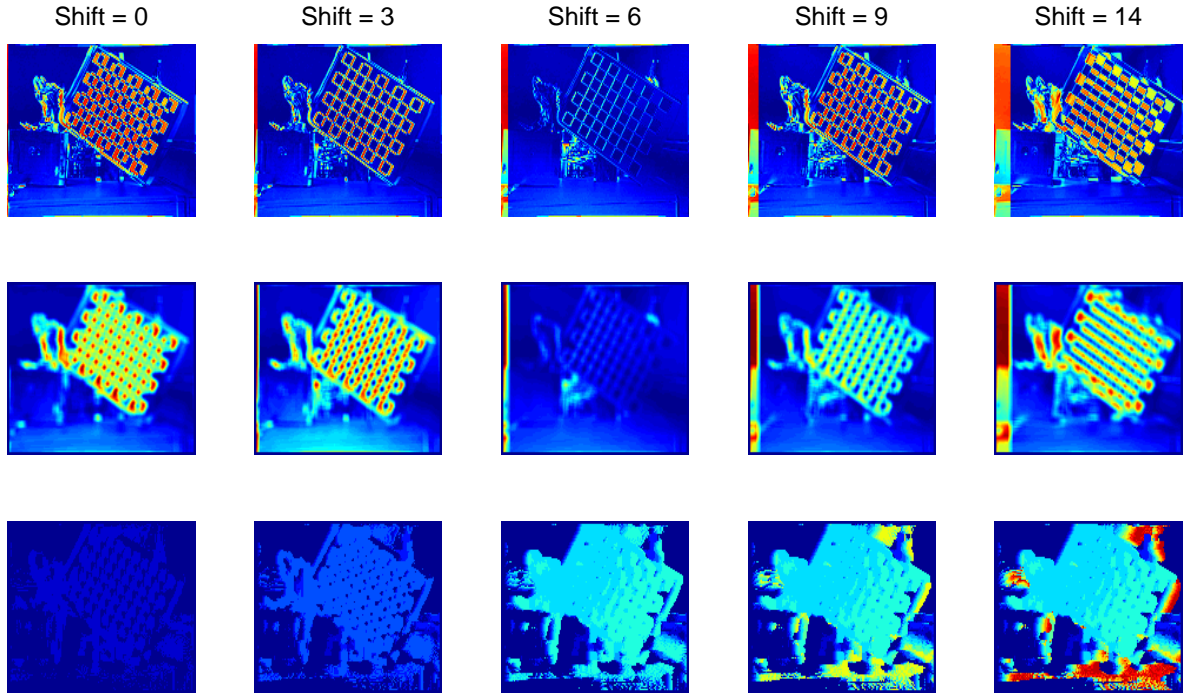 Shift = 0 Shift = 3 Shift = 6 Shift = 9 Shift = 14